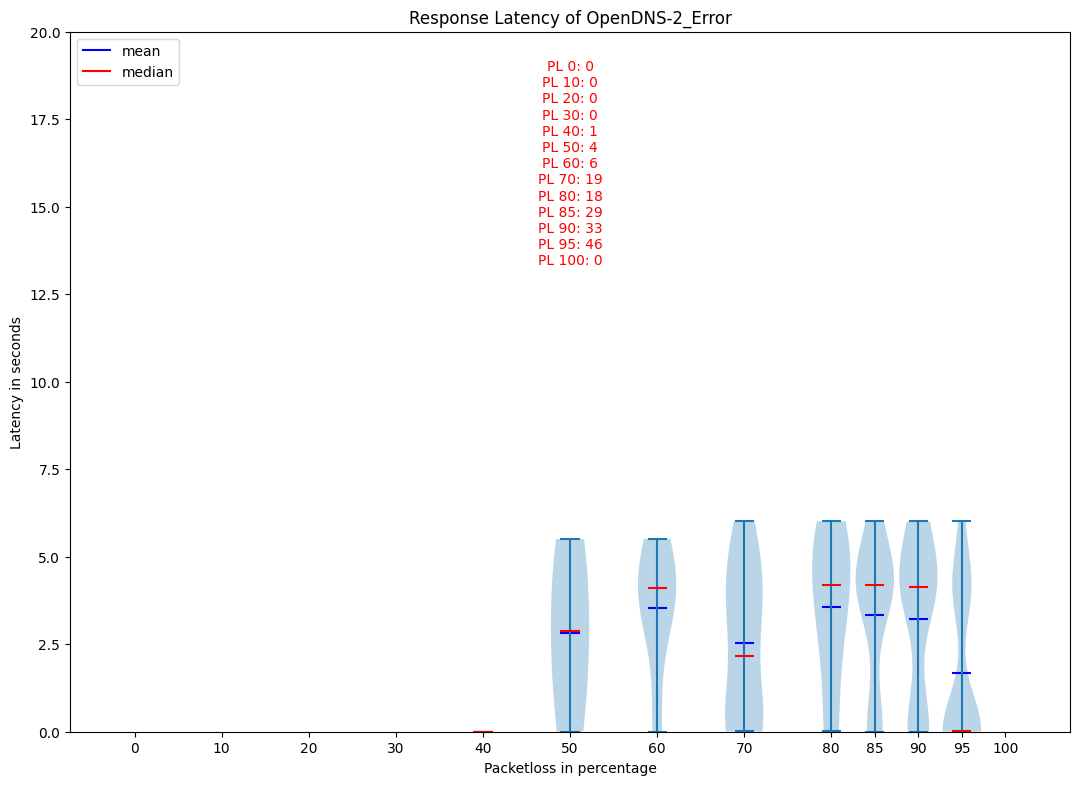 Response Latency of OpenDNS-2_Error
mean
median
PL 0: 0
PL 10: 0
PL 20: 0
PL 30: 0
PL 40: 1
PL 50: 4
PL 60: 6
PL 70: 19
PL 80: 18
PL 85: 29
PL 90: 33
PL 95: 46
PL 100: 0
Latency in seconds
20.0
17.5
15.0
12.5
10.0
7.5
5.0
2.5
0.0
0 10 20 30 40 50 60 70 80 85 90 95 100
Packetloss in percentage